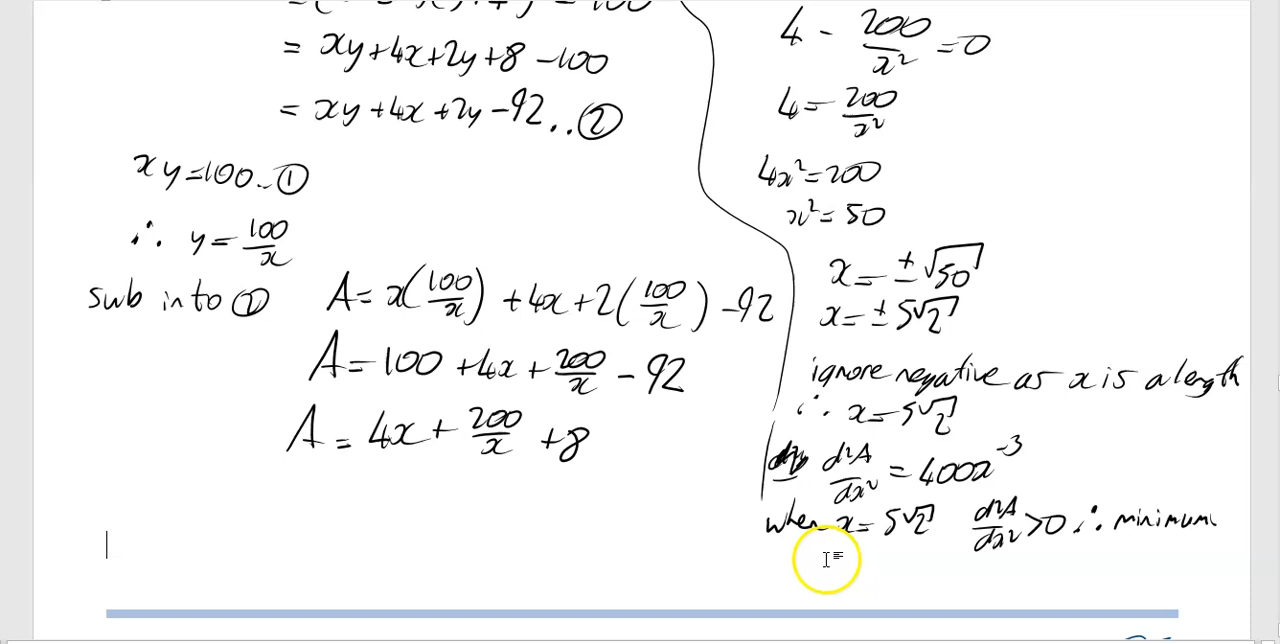 = xy+4x+2y+8 -100
= xy+4x+2y-92 ..②
xy=100..①
∴ y= 100/x
sub into ① A= x(100/x) +4x+2(100/x) -92
A=100 +4x+ 200/x -92
A= 4x+ 200/x +8
4 - 200/x² =0
4= 200/x²
4x²=200
x²=50
x= ±√50
x= ±5√2
ignore negative as x is a length
∴ x=5√2
d²A/dx² = 400x⁻³
when x= 5√2 d²A/dx² >0 ∴ minimum